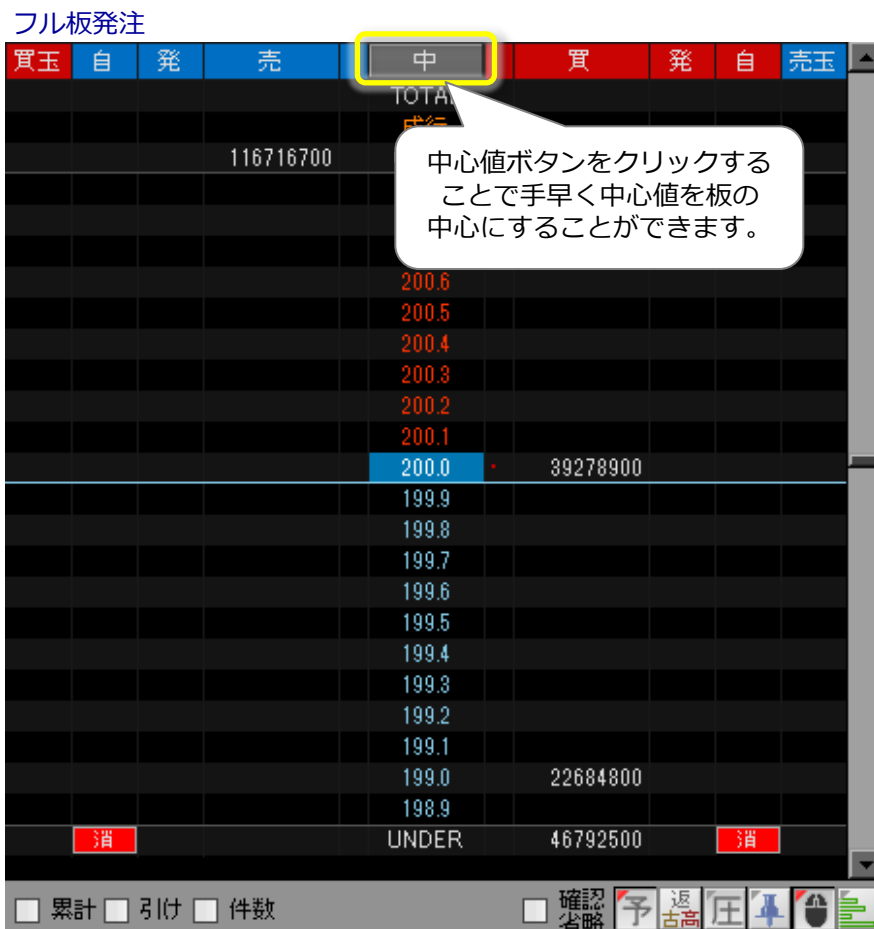 フル板発注
買玉 自 発 売 中 買 発 自 売玉
TOTAL
成行
116716700
中心値ボタンをクリックする
ことで手早く中心値を板の
中心にすることができます。
200.6
200.5
200.4
200.3
200.2
200.1
200.0 39278900
199.9
199.8
199.7
199.6
199.5
199.4
199.3
199.2
199.1
199.0 22684800
198.9
消 UNDER 46792500 消
累計 引け 件数 確認省略 予 返古高 圧